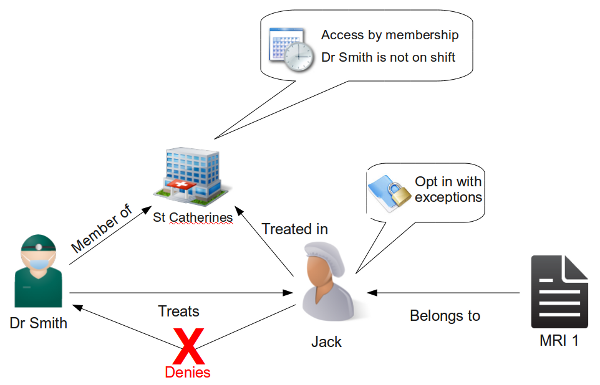 Access by membership
Dr Smith is not on shift
Opt in with
exceptions
Member of
St Catherines
Treated in
Treats
Belongs to
Dr Smith
X
Denies
Jack
MRI 1